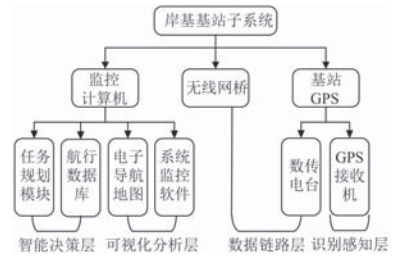 岸基基站子系统
监控
计算机
无线网桥
基站
GPS
任务
规划
模块
航行
数据
库
电子
导航
地图
系统
监控
软件
数传
电台
GPS
接收
机
智能决策层
可视化分析层
数据链路层
识别感知层